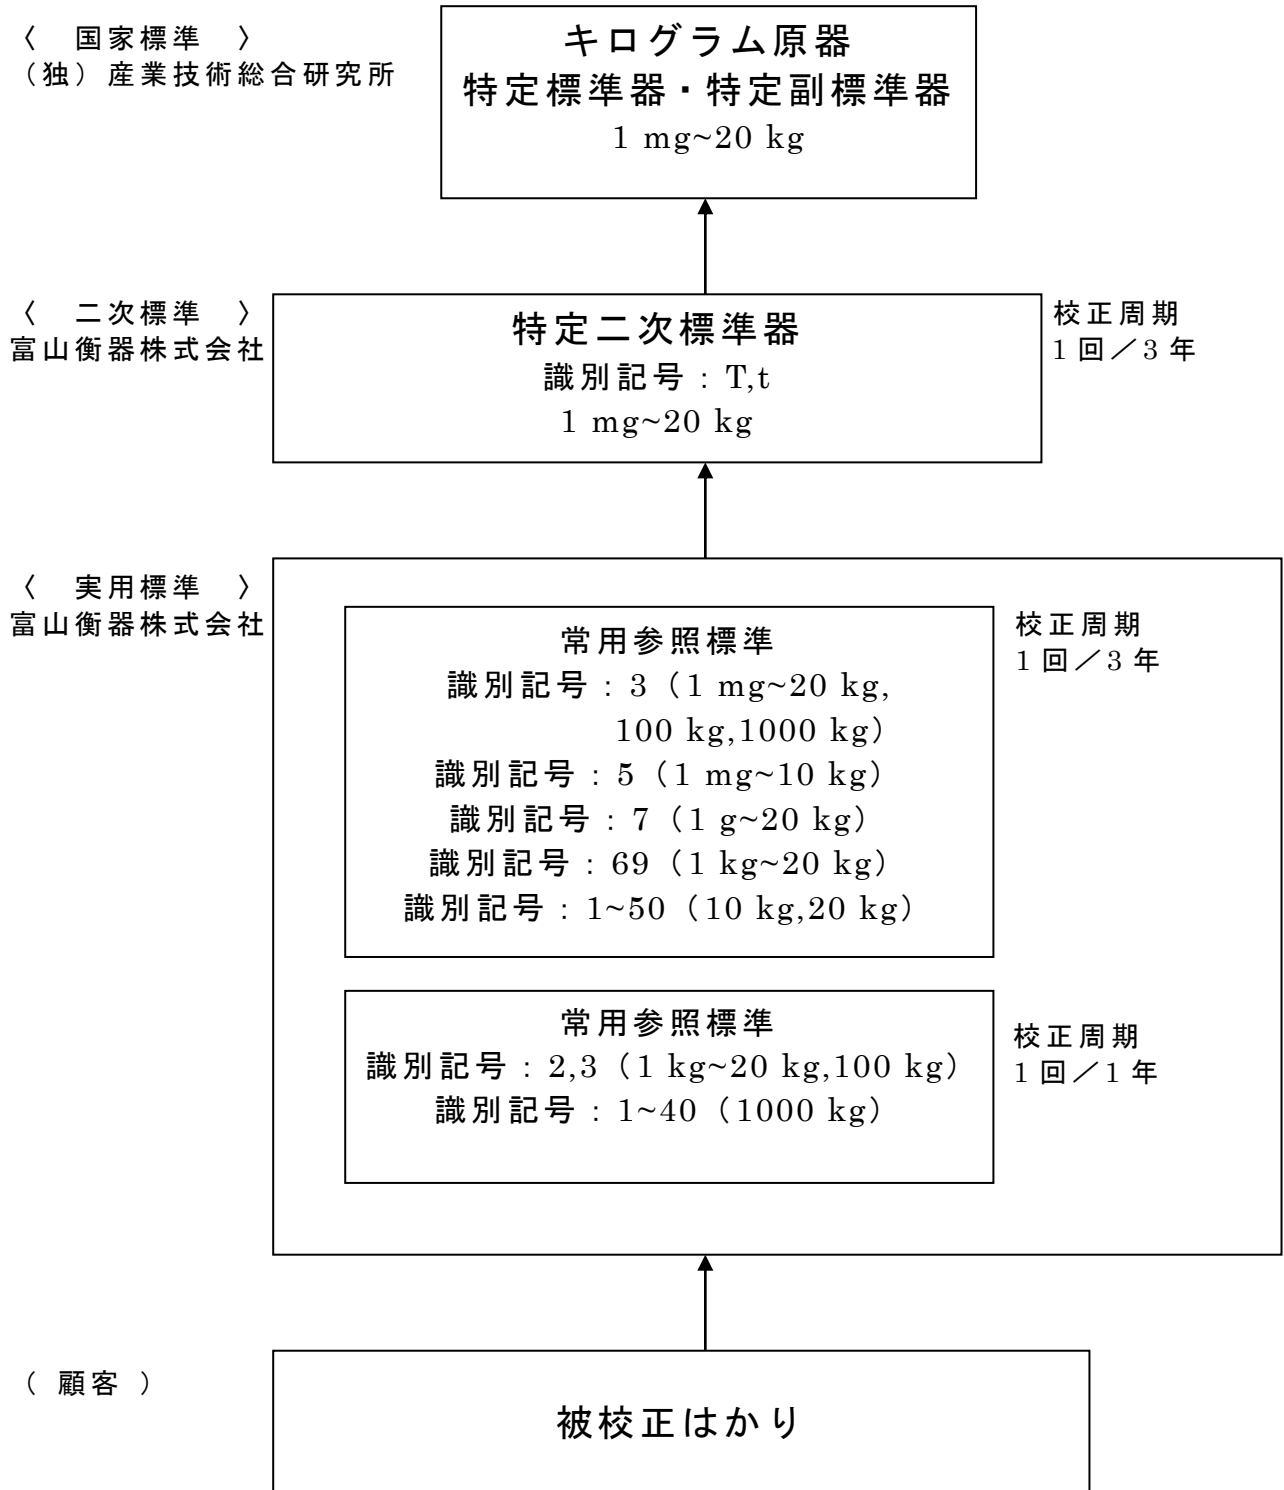 〈　国家標準　〉
（独）産業技術総合研究所
キログラム原器
特定標準器・特定副標準器
1 mg~20 kg
〈　二次標準　〉
富山衡器株式会社
特定二次標準器
識別記号：T,t
1 mg~20 kg
校正周期
1回／3年
〈　実用標準　〉
富山衡器株式会社
常用参照標準
識別記号：3（1 mg~20 kg,
100 kg,1000 kg）
識別記号：5（1 mg~10 kg）
識別記号：7（1 g~20 kg）
識別記号：69（1 kg~20 kg）
識別記号：1~50（10 kg,20 kg）
校正周期
1回／3年
常用参照標準
識別記号：2,3（1 kg~20 kg,100 kg）
識別記号：1~40（1000 kg）
校正周期
1回／1年
（ 顧客 ）
被校正はかり